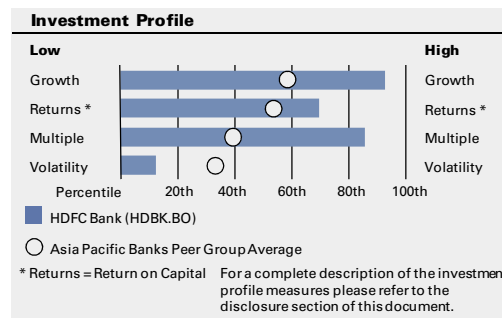 Investment Profile
Low High
Growth Growth
Returns * Returns *
Multiple Multiple
Volatility Volatility
Percentile 20th 40th 60th 80th 100th
HDFC Bank (HDBK.BO)
Asia Pacific Banks Peer Group Average
* Returns = Return on Capital For a complete description of the investmen
profile measures please refer to the
disclosure section of this document.